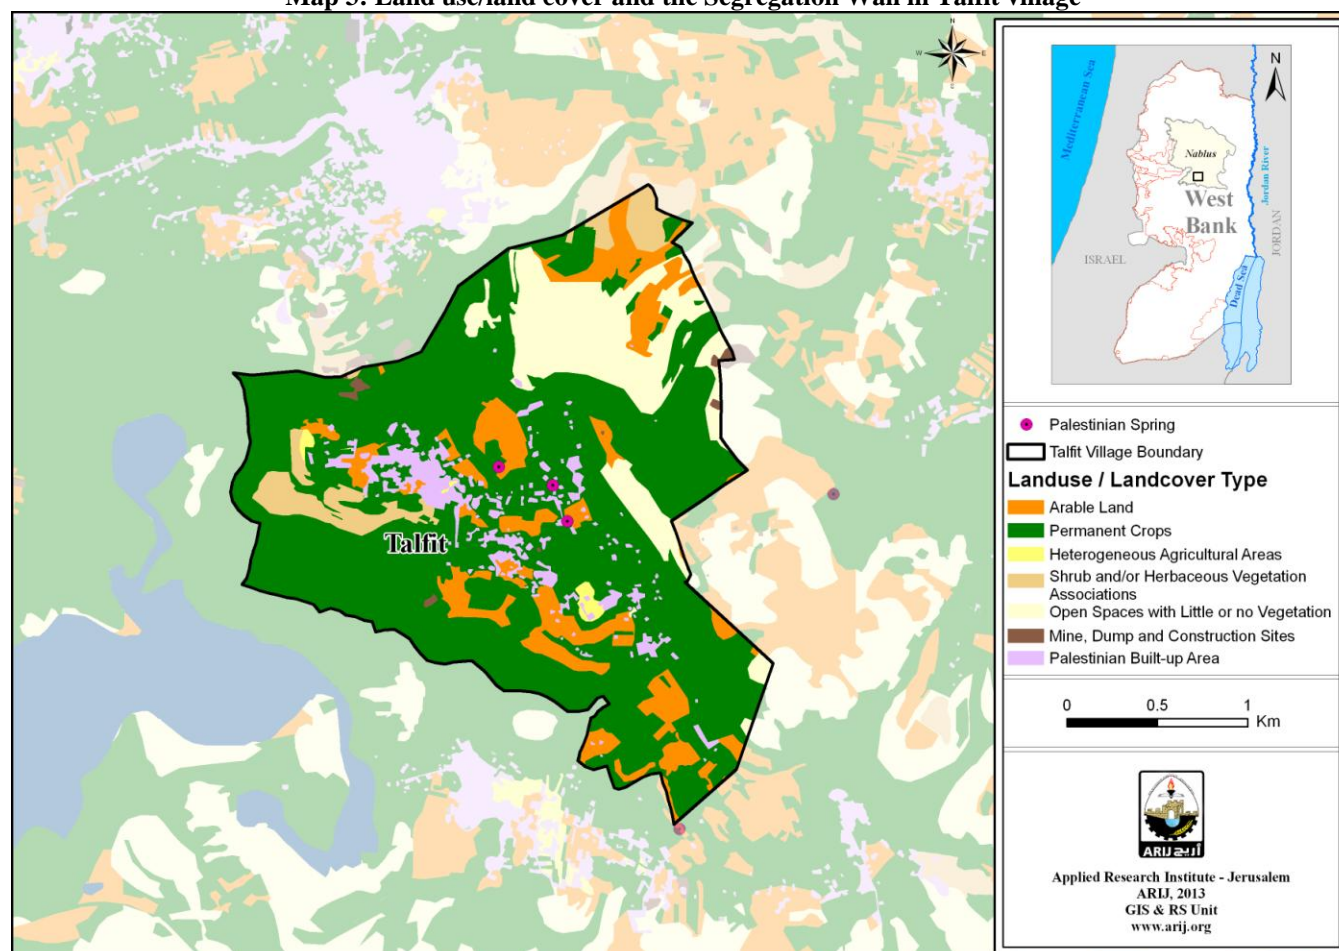 Map 3: Land use/land cover and the Segregation Wall in Talfit village
N
W
E
S
Talfit
N
Mediterranean Sea
Nablus
West
Bank
Jordan River
JORDAN
ISRAEL
Dead Sea
Palestinian Spring
Talfit Village Boundary
Landuse / Landcover Type
Arable Land
Permanent Crops
Heterogeneous Agricultural Areas
Shrub and/or Herbaceous Vegetation
Associations
Open Spaces with Little or no Vegetation
Mine, Dump and Construction Sites
Palestinian Built-up Area
0 0.5 1
Km
ARIJ أريج
Applied Research Institute - Jerusalem
ARIJ, 2013
GIS & RS Unit
www.arij.org